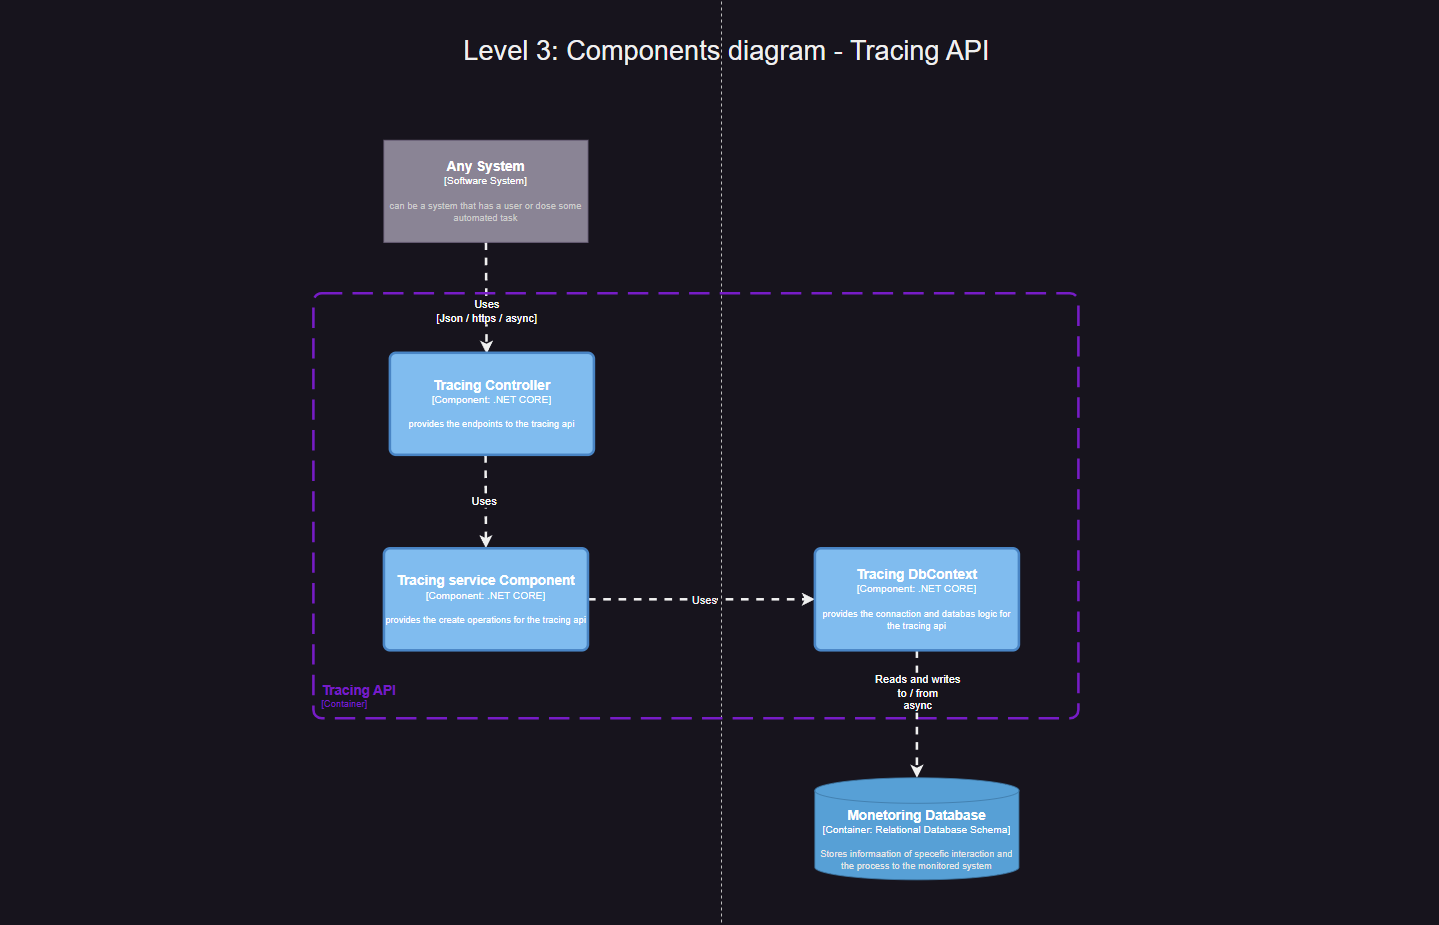 Level 3: Components diagram - Tracing API
Any System
[Software System]
can be a system that has a user or dose some
automated task
Uses
[Json / https / async]
Tracing Controller
[Component: .NET CORE]
provides the endpoints to the tracing api
Uses
Tracing service Component
[Component: .NET CORE]
provides the create operations for the tracing api
Uses
Tracing DbContext
[Component: .NET CORE]
provides the connaction and databas logic for
the tracing api
Reads and writes
to / from
async
Tracing API
[Container]
Monetoring Database
[Container: Relational Database Schema]
Stores informaation of specefic interaction and
the process to the monitored system